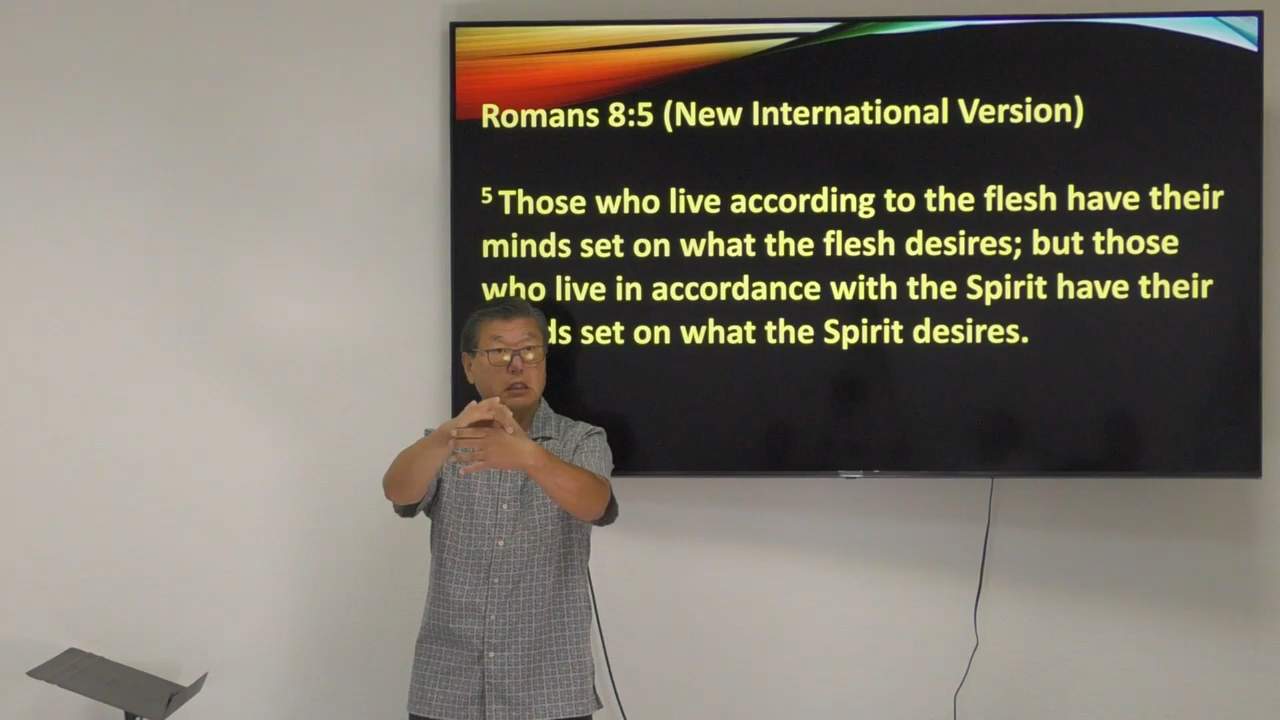 Romans 8:5 (New International Version)
5 Those who live according to the flesh have their
minds set on what the flesh desires; but those
who live in accordance with the Spirit have their
ds set on what the Spirit desires.